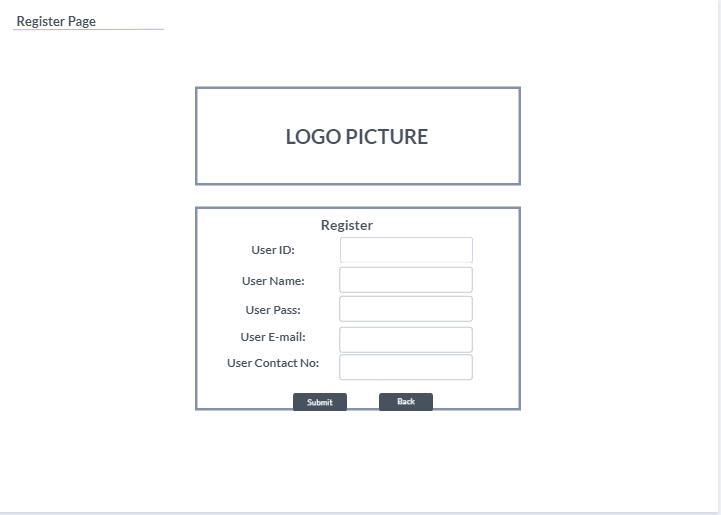 Register Page
LOGO PICTURE
Register
User ID:
User Name:
User Pass:
User E-mail:
User Contact No:
Submit Back